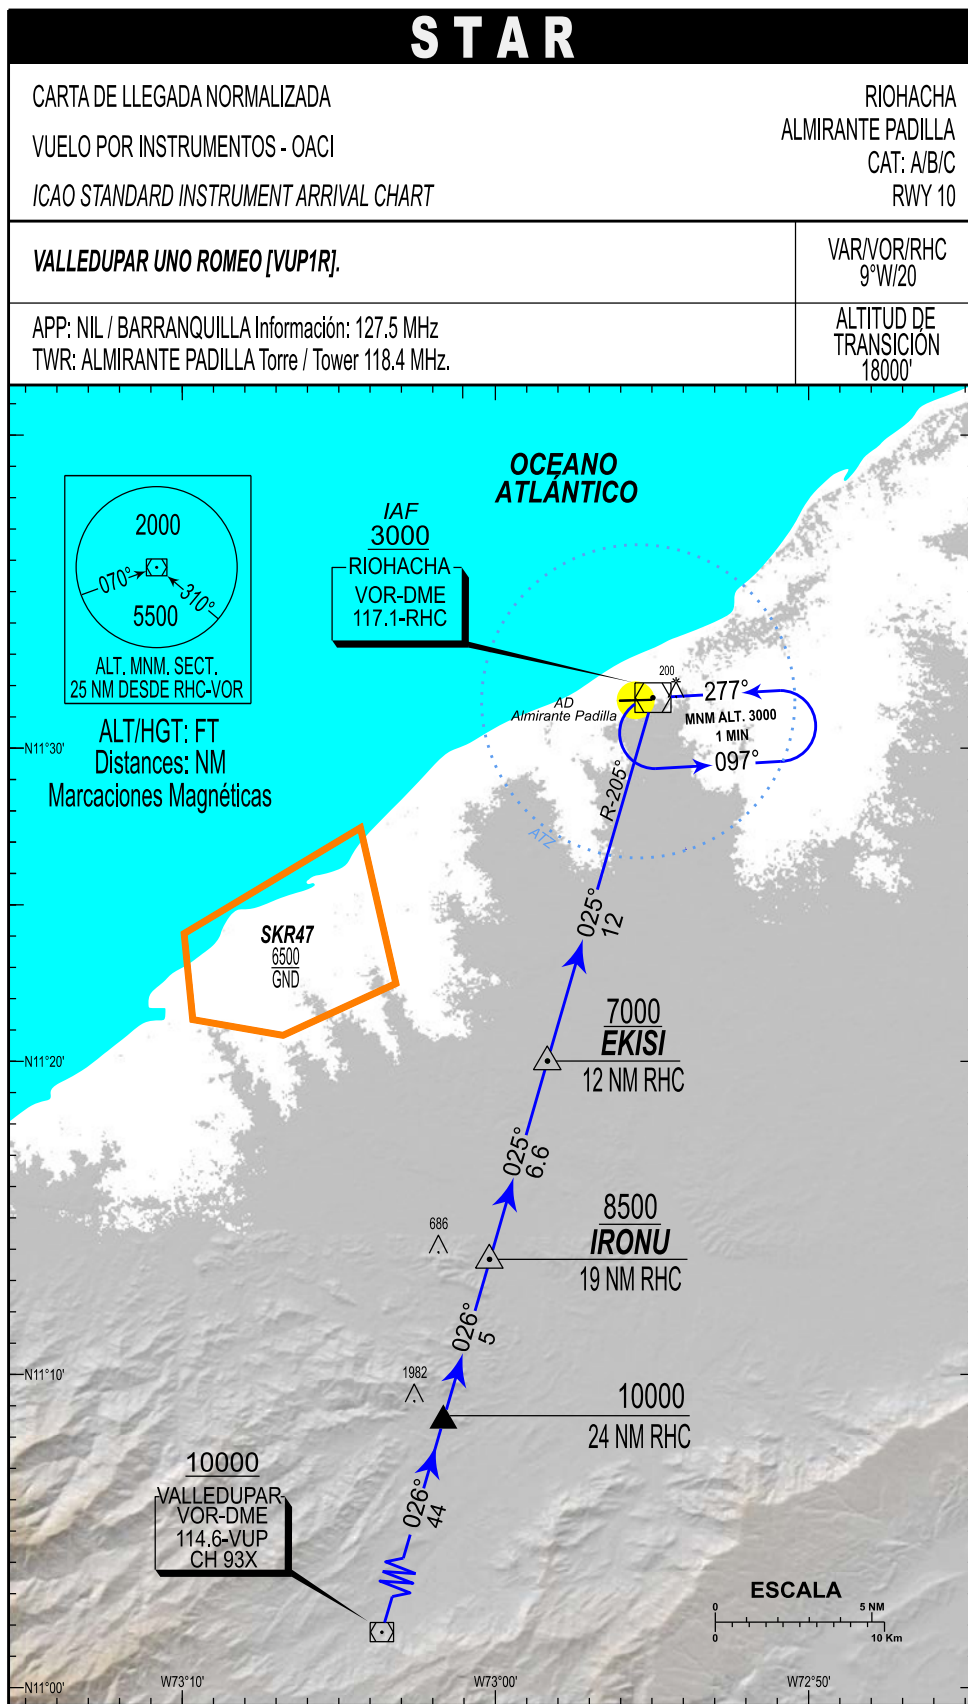 STAR
CARTA DE LLEGADA NORMALIZADA
VUELO POR INSTRUMENTOS - OACI
ICAO STANDARD INSTRUMENT ARRIVAL CHART
RIOHACHA
ALMIRANTE PADILLA
CAT: A/B/C
RWY 10
VALLEDUPAR UNO ROMEO [VUP1R].
VAR/VOR/RHC
9°W/20
APP: NIL / BARRANQUILLA Información: 127.5 MHz
TWR: ALMIRANTE PADILLA Torre / Tower 118.4 MHz.
ALTITUD DE
TRANSICIÓN
18000'
OCEANO
ATLÁNTICO
2000
070°
310°
5500
ALT. MNM. SECT.
25 NM DESDE RHC-VOR
ALT/HGT: FT
Distances: NM
Marcaciones Magnéticas
IAF
3000
RIOHACHA
VOR-DME
117.1-RHC
200
AD
Almirante Padilla
277°
MNM ALT. 3000
1 MIN
097°
R-205°
ATZ
N11°30'
025°
12
SKR47
6500
GND
7000
EKISI
12 NM RHC
N11°20'
025°
6.6
8500
IRONU
19 NM RHC
686
026°
5
N11°10'
1982
10000
24 NM RHC
026°
44
10000
VALLEDUPAR
VOR-DME
114.6-VUP
CH 93X
ESCALA
0
5 NM
0
10 Km
N11°00'
W73°10'
W73°00'
W72°50'